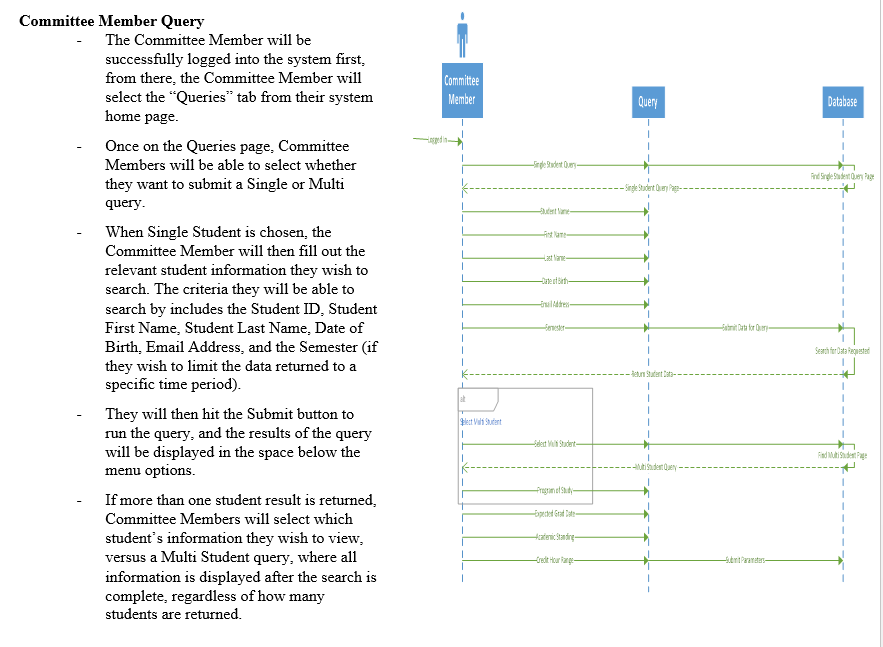 Committee Member Query
- The Committee Member will be
successfully logged into the system first,
from there, the Committee Member will
select the “Queries” tab from their system
home page.
- Once on the Queries page, Committee
Members will be able to select whether
they want to submit a Single or Multi
query.
- When Single Student is chosen, the
Committee Member will then fill out the
relevant student information they wish to
search. The criteria they will be able to
search by includes the Student ID, Student
First Name, Student Last Name, Date of
Birth, Email Address, and the Semester (if
they wish to limit the data returned to a
specific time period).
- They will then hit the Submit button to
run the query, and the results of the query
will be displayed in the space below the
menu options.
- If more than one student result is returned,
Committee Members will select which
student’s information they wish to view,
versus a Multi Student query, where all
information is displayed after the search is
complete, regardless of how many
students are returned.
Committee
Member
Query
Database
Logged in
Single Student Query
Find Single Student Query Page
Single Student Query Page
Student Name
First Name
Last Name
Date of Birth
Email Address
Semester
Submit Data for Query
Search for Data Requested
Return Student Data
alt
Select Multi Student
Select Multi Student
Find Multi Student Page
Multi Student Query
Program of Study
Expected Grad Date
Academic Standing
Credit Hour Range
Submit Parameters